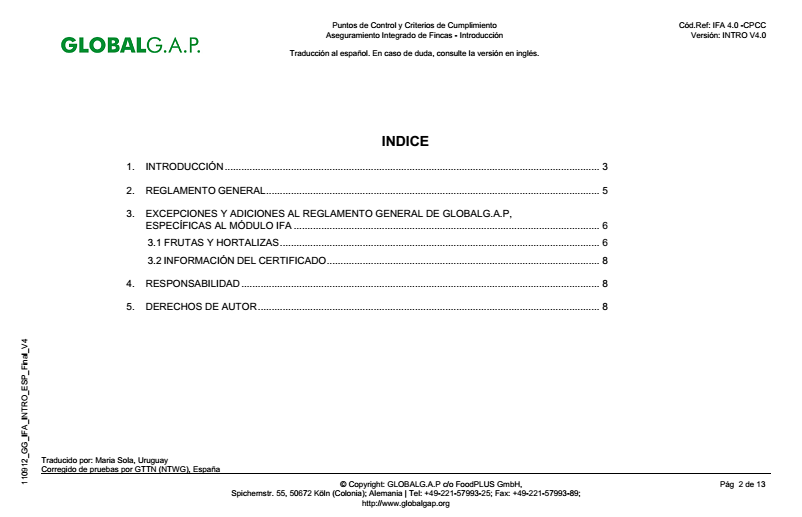 GLOBALG.A.P.
Puntos de Control y Criterios de Cumplimiento
Aseguramiento Integrado de Fincas - Introducción
Traducción al español. En caso de duda, consulte la versión en inglés.
Cód.Ref: IFA 4.0 -CPCC
Versión: INTRO V4.0
INDICE
1. INTRODUCCIÓN ........ 3
2. REGLAMENTO GENERAL ........ 5
3. EXCEPCIONES Y ADICIONES AL REGLAMENTO GENERAL DE GLOBALG.A.P,
ESPECÍFICAS AL MÓDULO IFA ........ 6
3.1 FRUTAS Y HORTALIZAS ........ 6
3.2 INFORMACIÓN DEL CERTIFICADO ........ 8
4. RESPONSABILIDAD ........ 8
5. DERECHOS DE AUTOR ........ 8
110912_GG_IFA_INTRO_ESP_Final_V4
Traducido por: María Sola, Uruguay
Corregido de pruebas por GTTN (NTWG), España
© Copyright: GLOBALG.A.P c/o FoodPLUS GmbH,
Spichernstr. 55, 50672 Köln (Colonia); Alemania | Tel: +49-221-57993-25; Fax: +49-221-57993-89;
http://www.globalgap.org
Pág 2 de 13